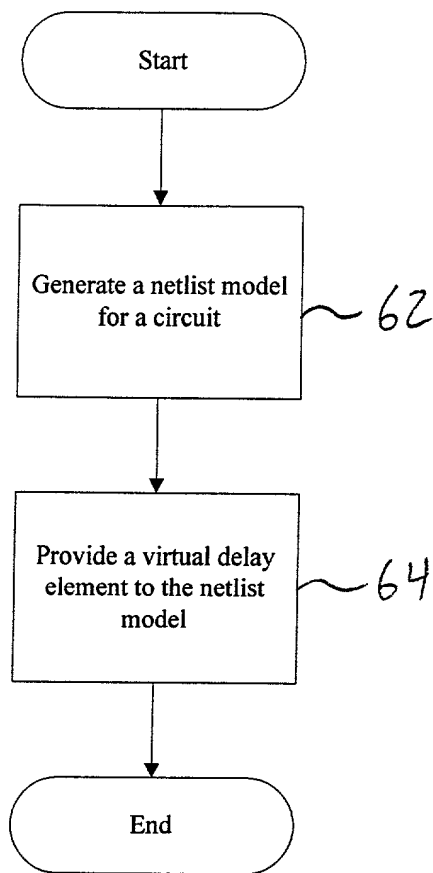 Start
Generate a netlist model
for a circuit
62
Provide a virtual delay
element to the netlist
model
64
End